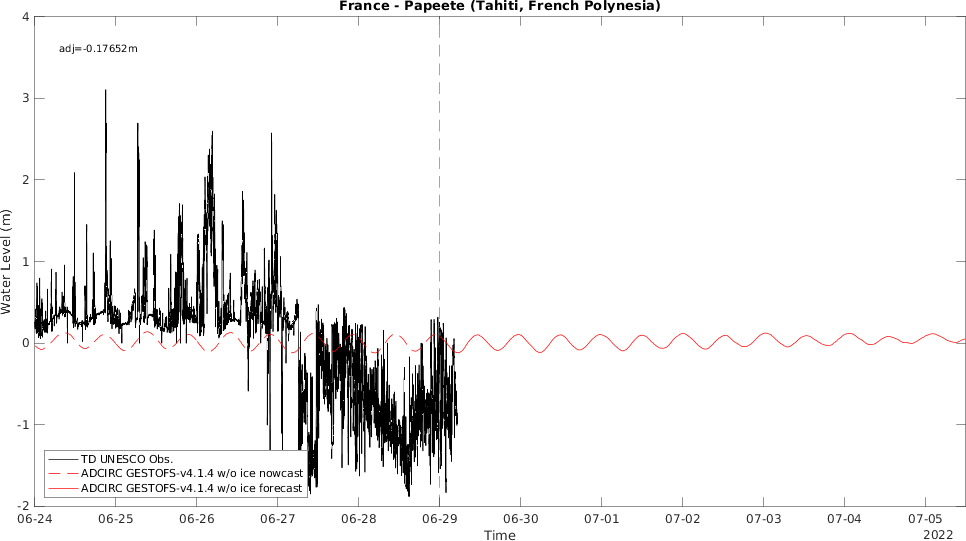 France - Papeete (Tahiti, French Polynesia)
adj=-0.17652m
4
3
2
1
0
-1
-2
Water Level (m)
TD UNESCO Obs.
ADCIRC GESTOFS-v4.1.4 w/o ice nowcast
ADCIRC GESTOFS-v4.1.4 w/o ice forecast
06-24 06-25 06-26 06-27 06-28 06-29 06-30 07-01 07-02 07-03 07-04 07-05
Time
2022